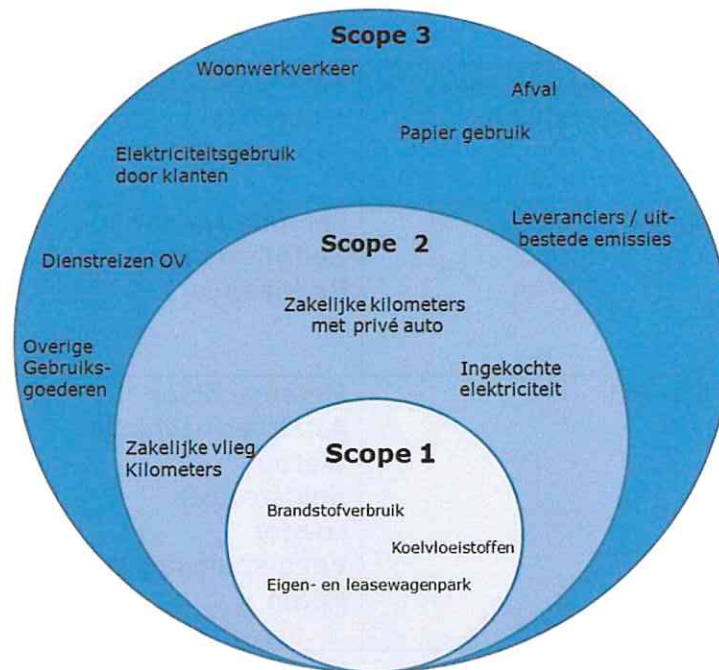 Scope 3
Woonwerkverkeer
Afval
Papier gebruik
Elektriciteitsgebruik
door klanten
Leveranciers / uit-
bestede emissies
Dienstreizen OV
Overige
Gebruiks-
goederen
Scope 2
Zakelijke kilometers
met privé auto
Ingekochte
elektriciteit
Zakelijke vlieg
Kilometers
Scope 1
Brandstofverbruik
Koelvloeistoffen
Eigen- en leasewagenpark